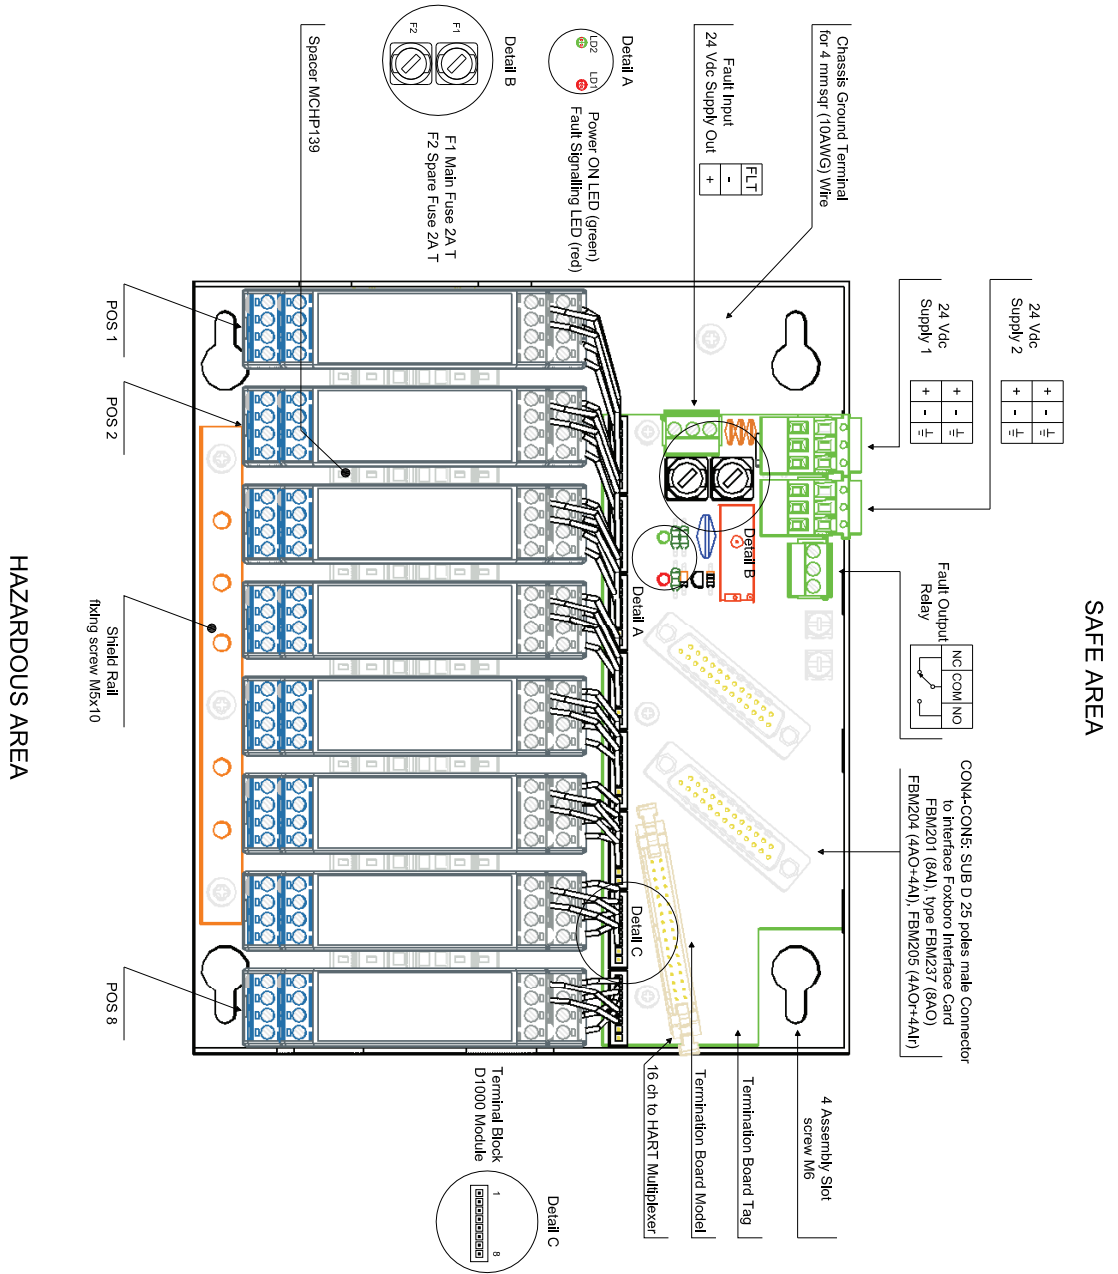 SAFE AREA
24 Vdc
Supply 2
+ - ⏚
+ - ⏚
24 Vdc
Supply 1
+ - ⏚
+ - ⏚
Chassis Ground Terminal
for 4 mmsqr (10AWG) Wire
Fault Input
24 Vdc Supply Out
FLT
-
+
Detail A
LD2
LD1
Power ON LED (green)
Fault Signalling LED (red)
Detail B
F1
F2
F1 Main Fuse 2A T
F2 Spare Fuse 2A T
Spacer MCHP139
Fault Output
Relay
NC COM NO
CON4-CON5: SUB D 25 poles male Connector
to interface Foxboro Interface Card
FBM201 (8AI), type FBM237 (8AO)
FBM204 (4AO+4AI), FBM205 (4AOr+4AIr)
4 Assembly Slot
screw M6
Termination Board Tag
Termination Board Model
16 ch to HART Multiplexer
Detail B
Detail A
Detail C
Detail C
1
8
Terminal Block
D1000 Module
POS 1
POS 2
Shield Rail
fixing screw M5x10
POS 8
HAZARDOUS AREA